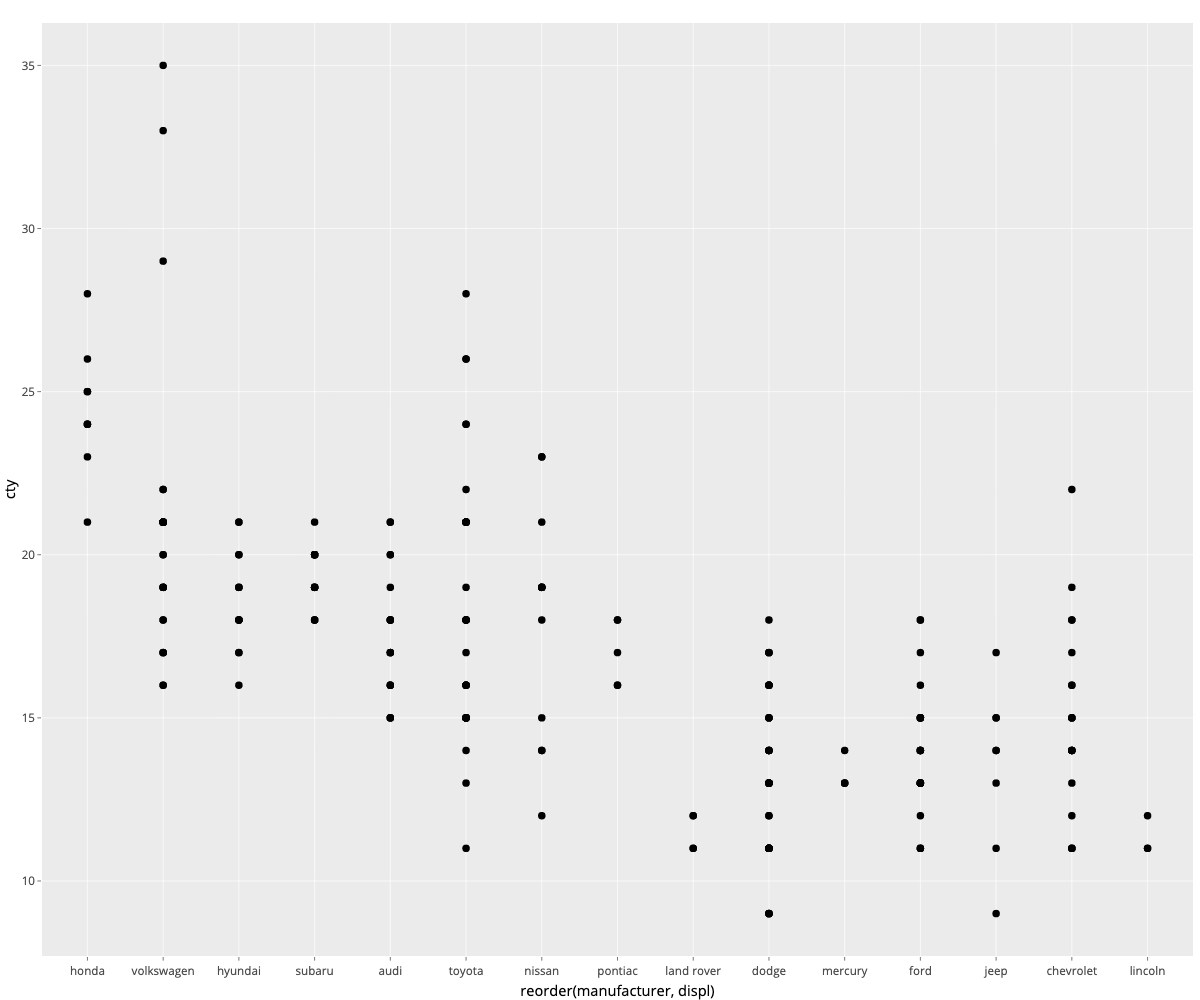 35
30
25
20
15
10
cty
honda volkswagen hyundai subaru audi toyota nissan pontiac land rover dodge mercury ford jeep chevrolet lincoln
reorder(manufacturer, displ)